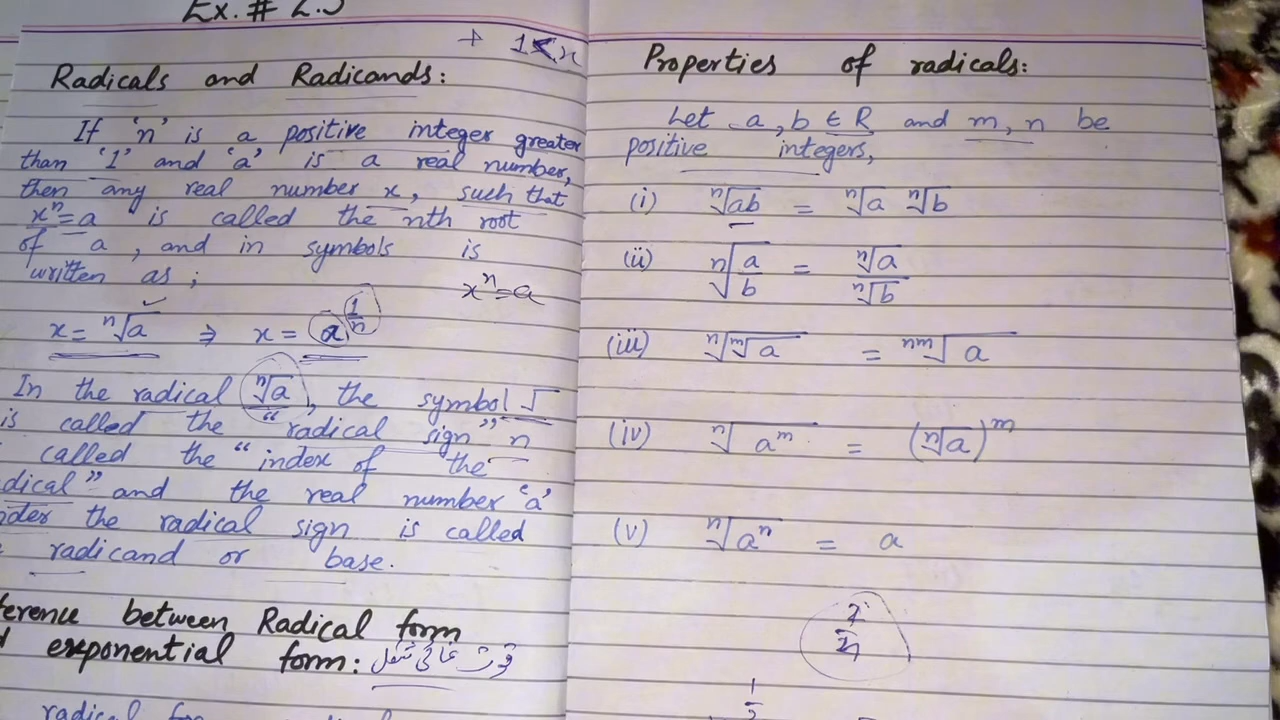 Ex. # 2.3
+ 1<n
Radicals and Radicands:
If 'n' is a positive integer greater
than '1' and 'a' is a real number,
then any real number x, such that
xⁿ=a is called the nth root
of a, and in symbols is
written as;
xⁿ=a
x= ⁿ√a ⇒ x= a^(1/n)
In the radical ⁿ√a, the symbol √
is called the "radical sign" n
called the "index of the
dical" and the real number 'a'
nder the radical sign is called
radicand or base.
ference between Radical form
exponential form:
radical
Properties of radicals:
Let a, b ∈ R and m, n be
positive integers,
(i) ⁿ√ab = ⁿ√a ⁿ√b
(ii) ⁿ√(a/b) = ⁿ√a / ⁿ√b
(iii) ⁿ√(ᵐ√a) = ⁿᵐ√a
(iv) ⁿ√aᵐ = (ⁿ√a)ᵐ
(v) ⁿ√aⁿ = a